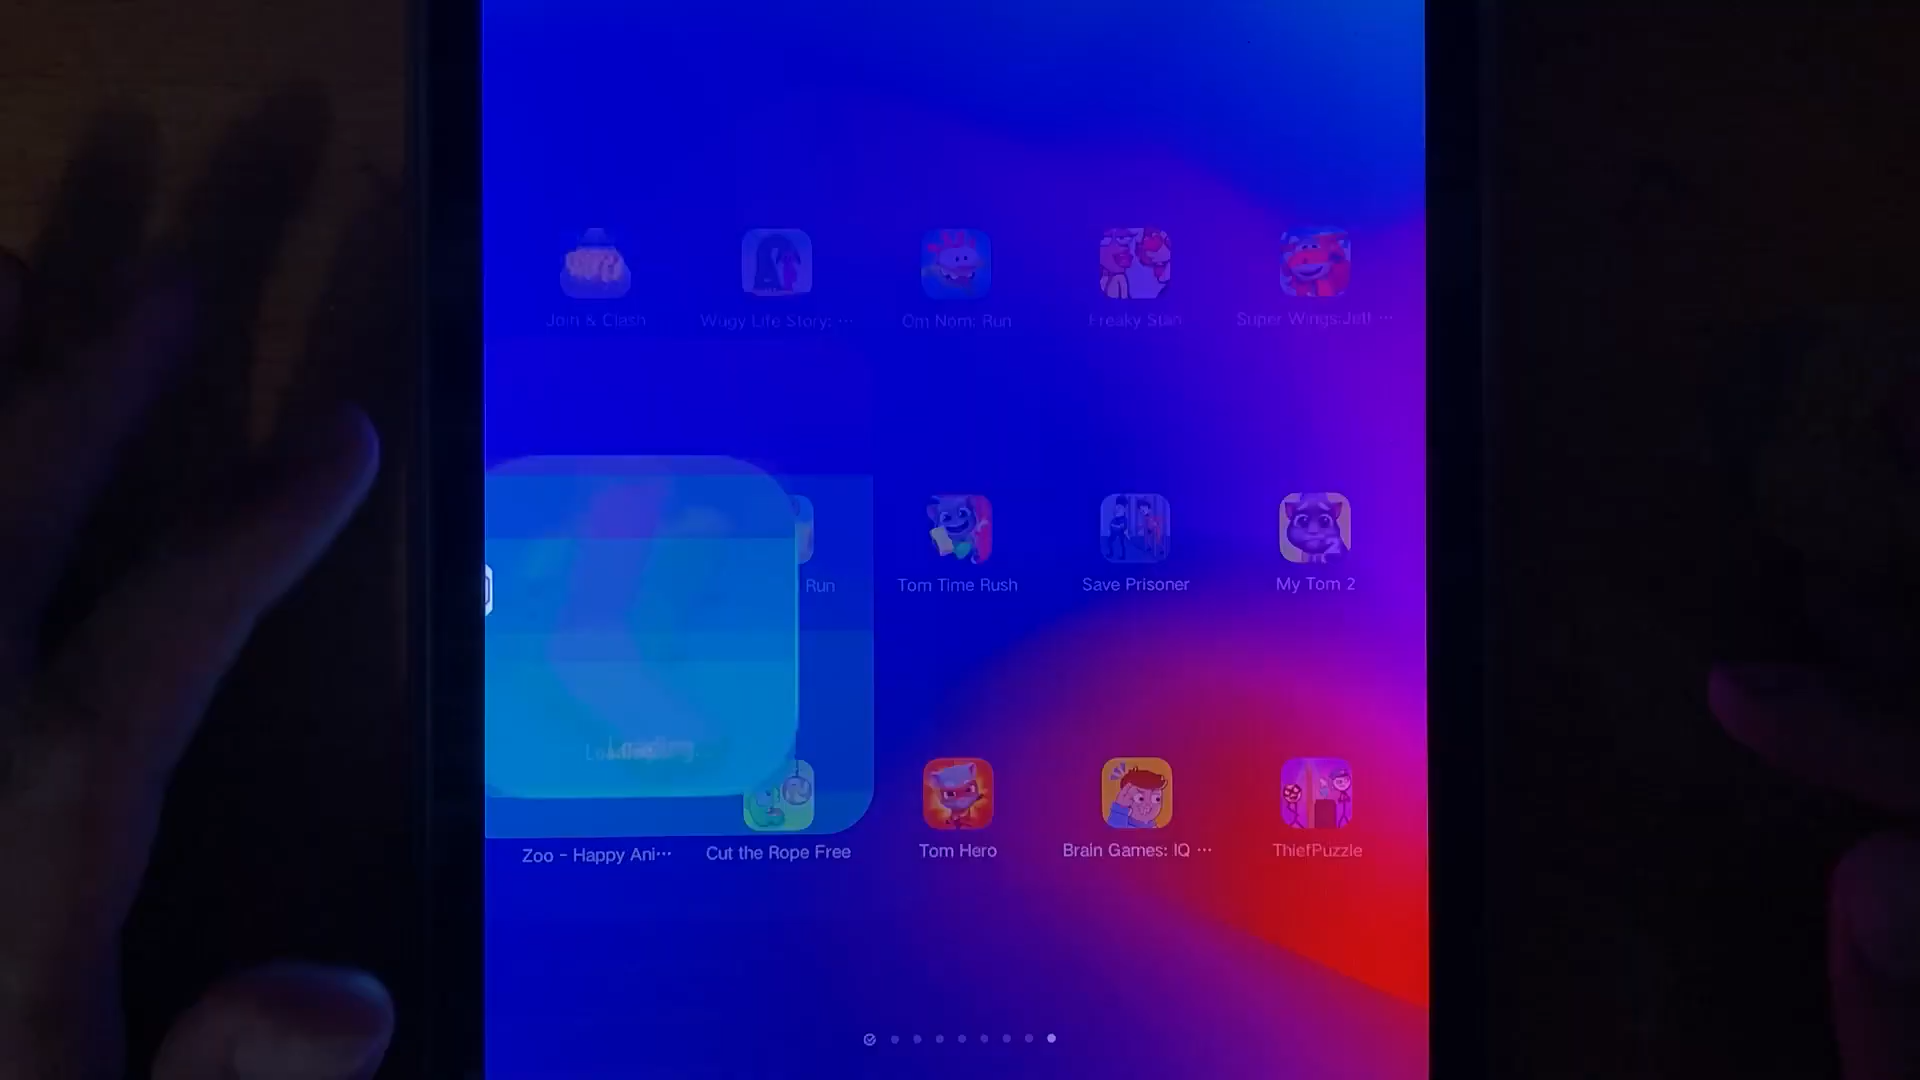 Join & Clash
Wugy Life Story: ...
Om Nom: Run
Freaky Stan
Super Wings:Jett ...
Run
Tom Time Rush
Save Prisoner
My Tom 2
Zoo - Happy Ani...
Cut the Rope Free
Tom Hero
Brain Games: IQ ...
ThiefPuzzle